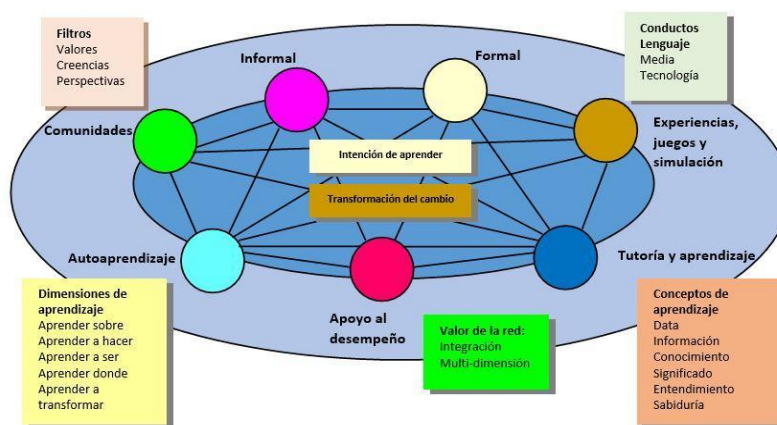 Filtros
Valores
Creencias
Perspectivas
Informal
Formal
Conductos
Lenguaje
Media
Tecnología
Comunidades
Experiencias,
juegos y
simulación
Intención de aprender
Transformación del cambio
Autoaprendizaje
Tutoría y aprendizaje
Apoyo al
desempeño
Dimensiones de
aprendizaje
Aprender sobre
Aprender a hacer
Aprender a ser
Aprender donde
Aprender a
transformar
Valor de la red:
Integración
Multi-dimensión
Conceptos de
aprendizaje
Data
Información
Conocimiento
Significado
Entendimiento
Sabiduría